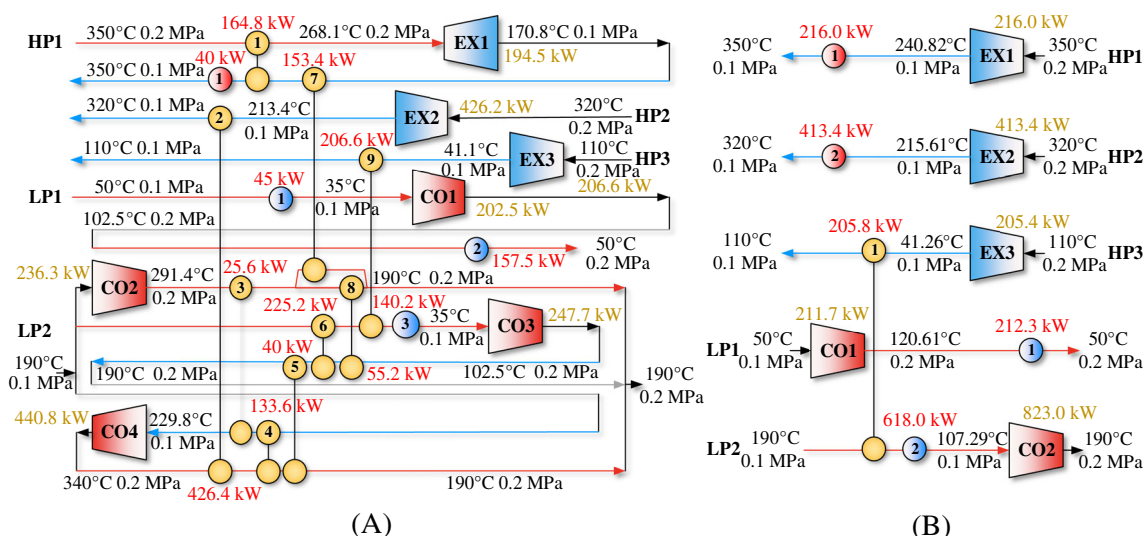 164.8 kW
HP1
350°C 0.2 MPa
1
268.1°C 0.2 MPa
EX1
170.8°C 0.1 MPa
194.5 kW
40 kW
153.4 kW
350°C 0.1 MPa
1
7
320°C 0.1 MPa
2
213.4°C
0.1 MPa
EX2
426.2 kW
320°C
0.2 MPa
HP2
206.6 kW
110°C 0.1 MPa
9
41.1°C
0.1 MPa
EX3
110°C
0.2 MPa
HP3
206.6 kW
45 kW
LP1
50°C 0.1 MPa
1
35°C
0.1 MPa
CO1
202.5 kW
102.5°C 0.2 MPa
2
157.5 kW
50°C
0.2 MPa
236.3 kW
CO2
291.4°C
0.2 MPa
25.6 kW
3
8
190°C 0.2 MPa
225.2 kW
140.2 kW
LP2
6
3
35°C
0.1 MPa
CO3
247.7 kW
40 kW
5
55.2 kW
190°C
0.1 MPa
190°C 0.2 MPa
102.5°C 0.2 MPa
190°C
0.2 MPa
133.6 kW
440.8 kW
CO4
229.8°C
0.1 MPa
4
340°C 0.2 MPa
426.4 kW
190°C 0.2 MPa
(A)
216.0 kW
216.0 kW
350°C
0.1 MPa
1
240.82°C
0.1 MPa
EX1
350°C
0.2 MPa
HP1
413.4 kW
413.4 kW
320°C
0.1 MPa
2
215.61°C
0.1 MPa
EX2
320°C
0.2 MPa
HP2
205.8 kW
205.4 kW
110°C
0.1 MPa
1
41.26°C
0.1 MPa
EX3
110°C
0.2 MPa
HP3
211.7 kW
212.3 kW
LP1
50°C
0.1 MPa
CO1
120.61°C
0.2 MPa
1
50°C
0.2 MPa
618.0 kW
823.0 kW
LP2
190°C
0.1 MPa
2
107.29°C
0.1 MPa
CO2
190°C
0.2 MPa
(B)